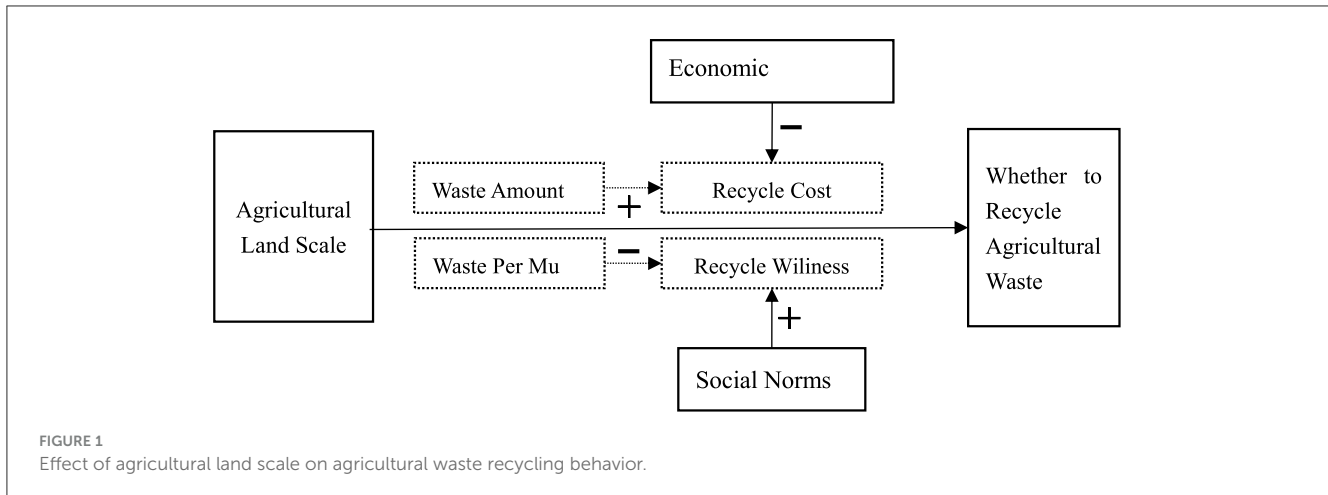 Economic
−
Agricultural
Land Scale
Waste Amount
+
Recycle Cost
Waste Per Mu
−
Recycle Wiliness
+
Social Norms
Whether to
Recycle
Agricultural
Waste
FIGURE 1
Effect of agricultural land scale on agricultural waste recycling behavior.